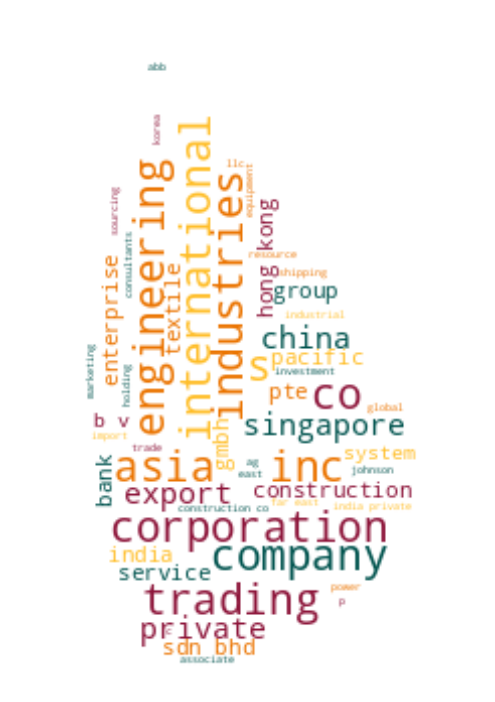 abb
korea
international
engineering
llc
industries
equipment
sourcing
hong kong
consultants
resource
enterprise
textile
shipping
group
industrial
china
s
pacific
investment
marketing
holding
pte
co
global
b v
singapore
import
trade
gmbh
system
bank
asia
ag
inc
east
johnson
export
construction
construction co
far east
india private
corporation
india
company
service
power
trading
p
private
c
sdn bhd
associate